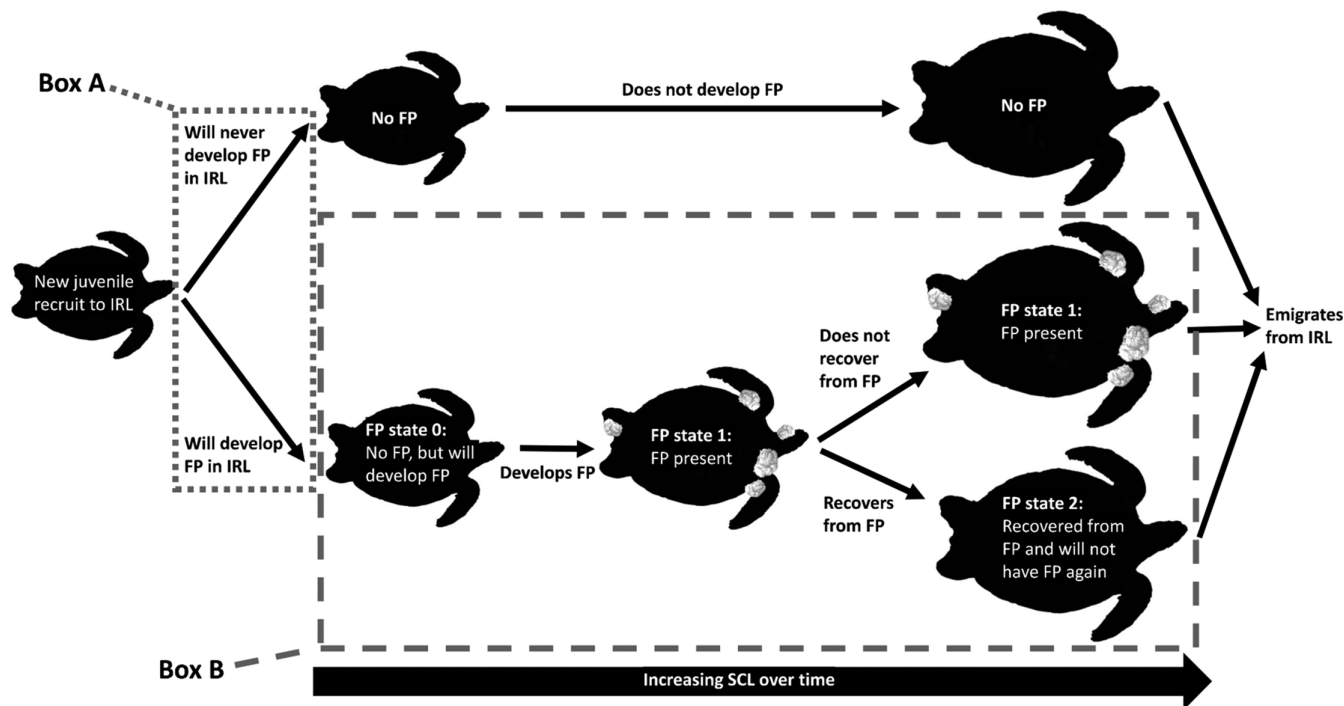 Box A
Will never
develop FP
in IRL
No FP
Does not develop FP
No FP
New juvenile
recruit to IRL
Will develop
FP in IRL
FP state 0:
No FP, but will
develop FP
Develops FP
FP state 1:
FP present
Does not
recover
from FP
FP state 1:
FP present
Recovers
from FP
FP state 2:
Recovered from
FP and will not
have FP again
Emigrates
from IRL
Box B
Increasing SCL over time